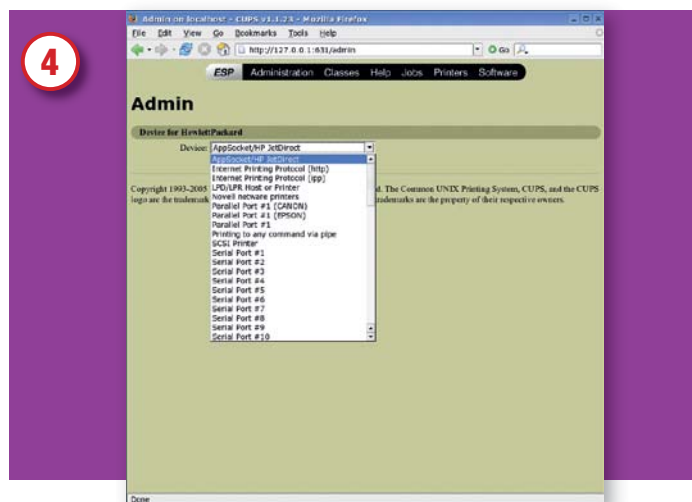 4
Admin on localhost - CUPS v1.1.23 - Mozilla Firefox
File Edit View Go Bookmarks Tools Help
http://127.0.0.1:631/admin
Go
ESP Administration Classes Help Jobs Printers Software
Admin
Device for HewlettPackard
Device: AppSocket/HP JetDirect
AppSocket/HP JetDirect
Internet Printing Protocol (http)
Internet Printing Protocol (ipp)
LPD/LPR Host or Printer
Novell netware printers
Parallel Port #1 (CANON)
Parallel Port #1 (EPSON)
Parallel Port #1
Printing to any command via pipe
SCSI Printer
Serial Port #1
Serial Port #2
Serial Port #3
Serial Port #4
Serial Port #5
Serial Port #6
Serial Port #7
Serial Port #8
Serial Port #9
Serial Port #10
Copyright 1993-2005 d. The Common UNIX Printing System, CUPS, and the CUPS
logo are the trademark trademarks are the property of their respective owners.
Done